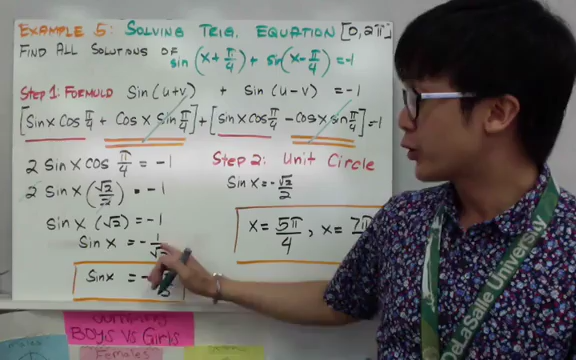 EXAMPLE 5: SOLVING TRIG. EQUATION [0,2π]
FIND ALL SOLUTIONS OF
sin (x + π/4) + sin(x − π/4) = −1
Step 1: FORMULA Sin (u+v) + Sin (u − v) = −1
[Sin x Cos π/4 + Cos x Sin π/4] + [Sin x Cos π/4 − Cos x Sin π/4] = 1
2 Sin x cos π/4 = −1
2 Sin x (√2/2) = −1
Sin x (√2) = −1
Sin x = − 1/√2
Sin x = −
Step 2: Unit Circle
Sin x = − √2/2
x = 5π/4 , x = 7π
BOYS VS GIRLS
Females
DeLaSalle University